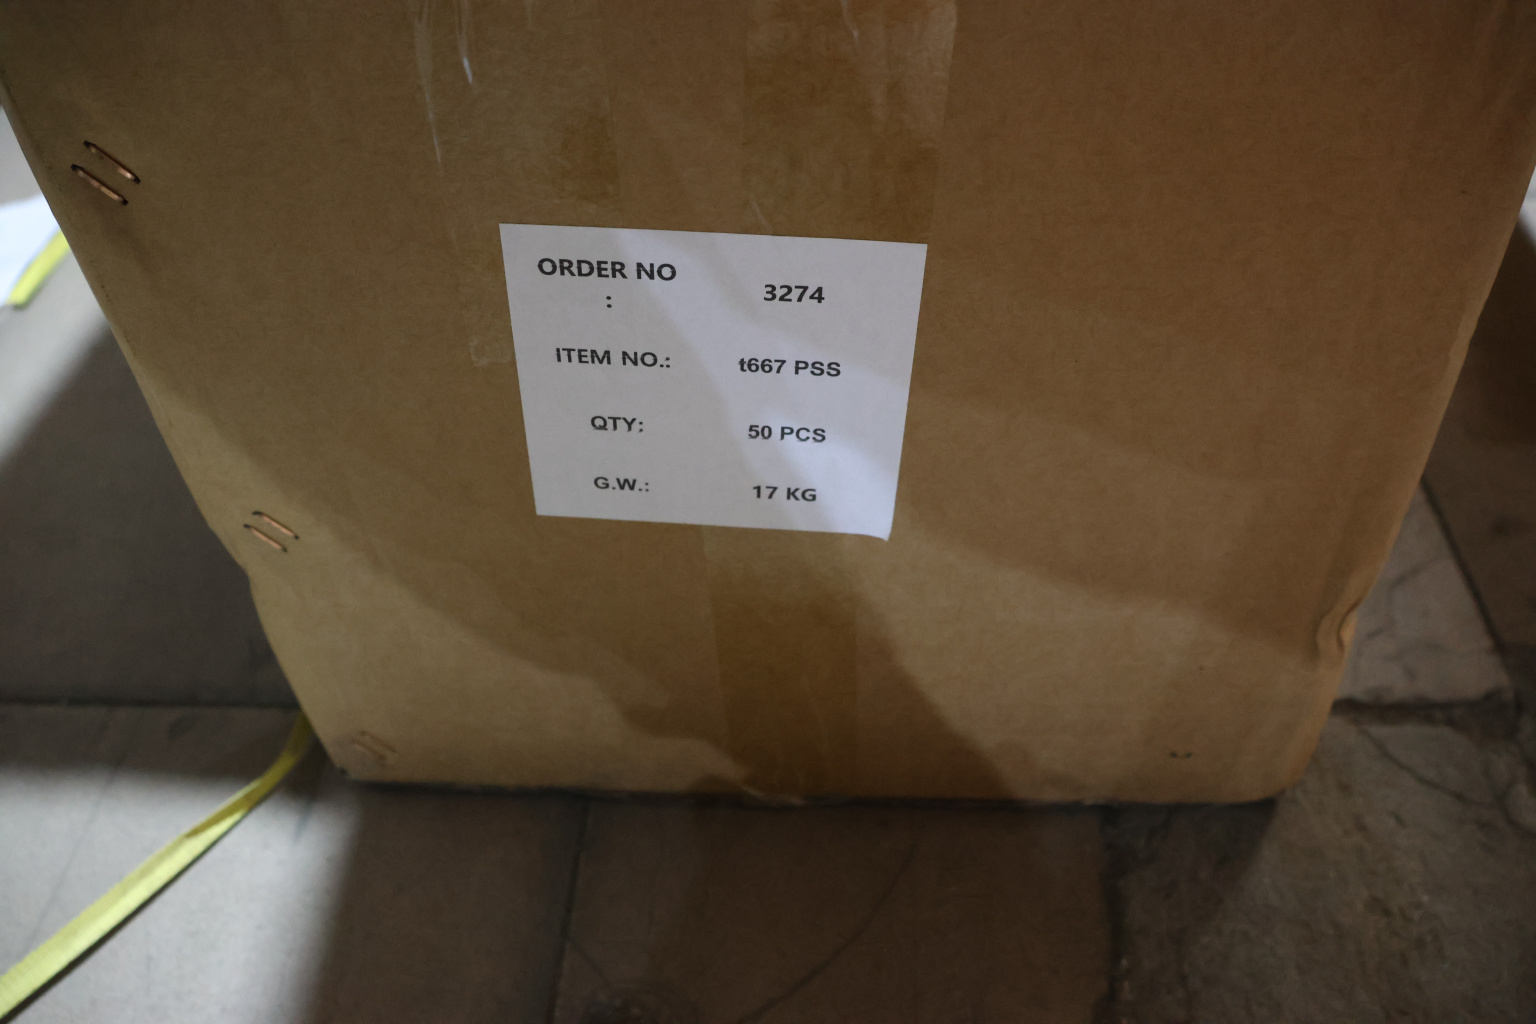 ORDER NO
: 3274
ITEM NO.: t667 PSS
QTY: 50 PCS
G.W.: 17 KG